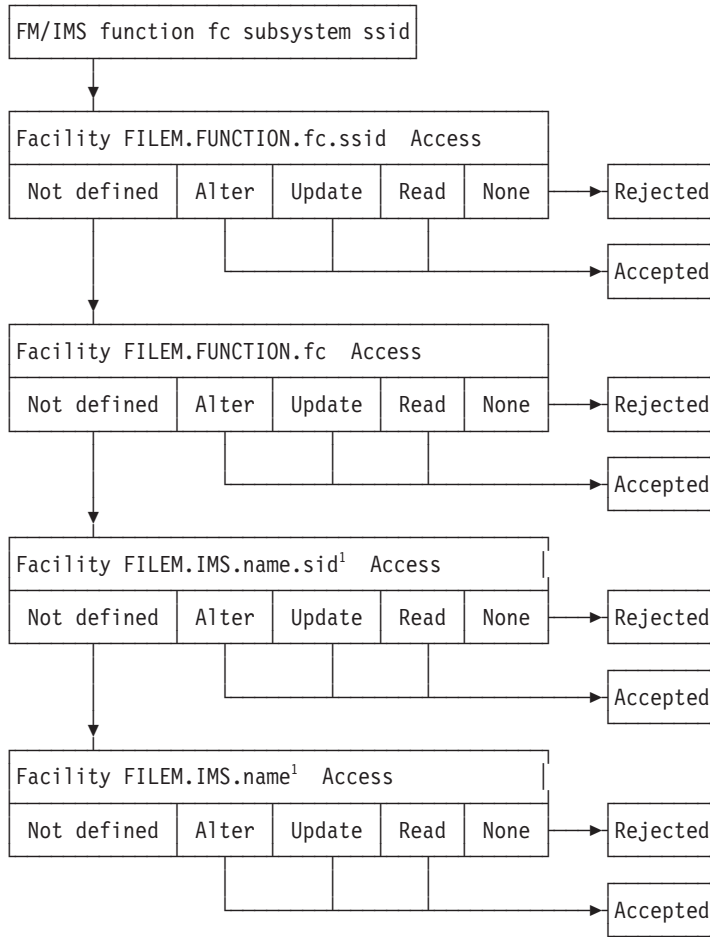 FM/IMS function fc subsystem ssid
Facility FILEM.FUNCTION.fc.ssid Access
Not defined Alter Update Read None Rejected
Accepted
Facility FILEM.FUNCTION.fc Access
Not defined Alter Update Read None Rejected
Accepted
Facility FILEM.IMS.name.sid¹ Access
Not defined Alter Update Read None Rejected
Accepted
Facility FILEM.IMS.name¹ Access
Not defined Alter Update Read None Rejected
Accepted